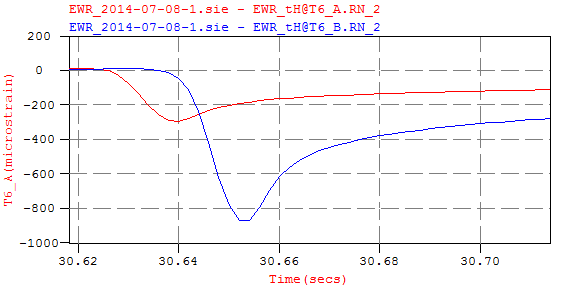 EWR_2014-07-08-1.sie - EWR_tH@T6_A.RN_2
EWR_2014-07-08-1.sie - EWR_tH@T6_B.RN_2
200
0
-200
-400
-600
-800
-1000
T6_A(microstrain)
30.62 30.64 30.66 30.68 30.70
Time(secs)